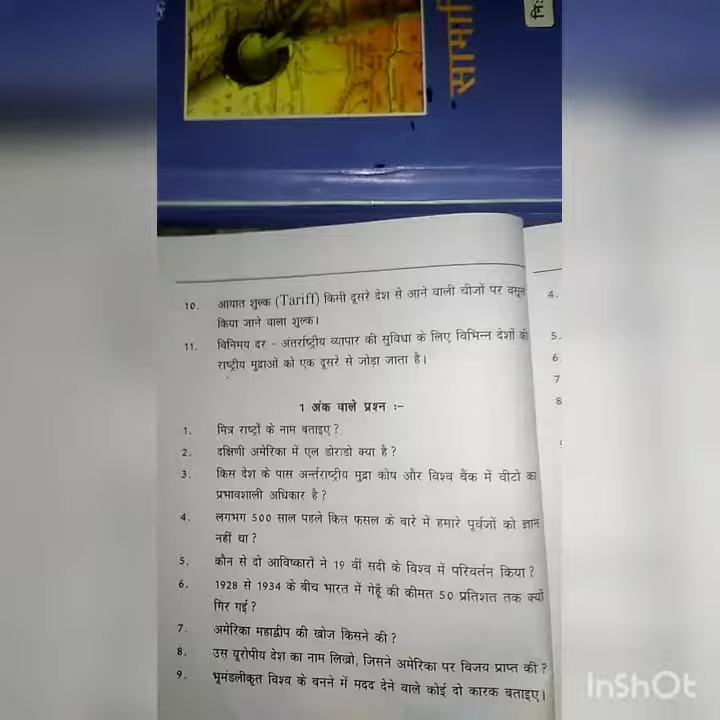 सामाि
10. आयात शुल्क (Tariff) किसी दूसरे देश से आने वाली चीजों पर वसूल
किया जाने वाला शुल्क।
11. विनिमय दर - अंतर्राष्ट्रीय व्यापार की सुविधा के लिए विभिन्न देशों की
राष्ट्रीय मुद्राओं को एक दूसरे से जोड़ा जाता है।
1 अंक वाले प्रश्न :-
1. मित्र राष्ट्रों के नाम बताइए ?
2. दक्षिणी अमेरिका में एल डोराडो क्या है ?
3. किस देश के पास अर्न्तराष्ट्रीय मुद्रा कोष और विश्व बैंक में वीटो का
प्रभावशाली अधिकार है ?
4. लगभग 500 साल पहले किस फसल के बारे में हमारे पूर्वजों को ज्ञान
नहीं था ?
5. कौन से दो आविष्कारों ने 19 वीं सदी के विश्व में परिवर्तन किया ?
6. 1928 से 1934 के बीच भारत में गेहूँ की कीमत 50 प्रतिशत तक क्यों
गिर गई ?
7. अमेरिका महाद्वीप की खोज किसने की ?
8. उस यूरोपीय देश का नाम लिखो, जिसने अमेरिका पर विजय प्राप्त की ?
9. भूमंडलीकृत विश्व के बनने में मदद देने वाले कोई दो कारक बताइए।
4.
5.
6
7
8
InShOt